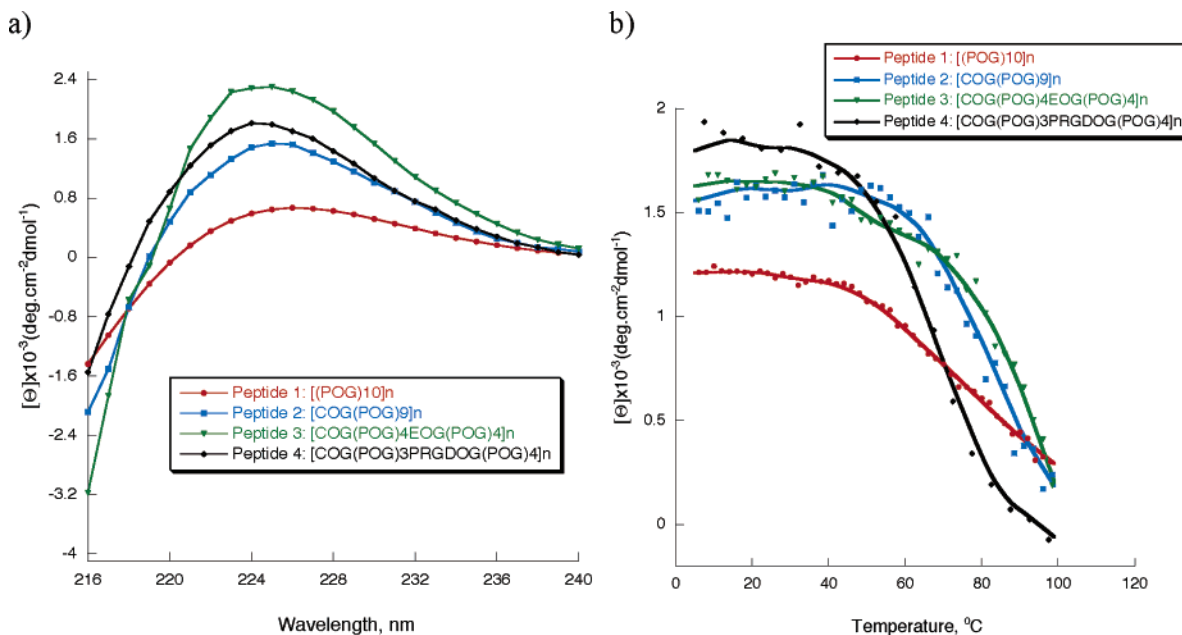 a)
2.4
1.6
0.8
0
-0.8
-1.6
-2.4
-3.2
-4
[Θ]x10⁻³(deg.cm⁻²dmol⁻¹)
Peptide 1: [(POG)10]n
Peptide 2: [COG(POG)9]n
Peptide 3: [COG(POG)4EOG(POG)4]n
Peptide 4: [COG(POG)3PRGDOG(POG)4]n
216 220 224 228 232 236 240
Wavelength, nm
b)
Peptide 1: [(POG)10]n
Peptide 2: [COG(POG)9]n
Peptide 3: [COG(POG)4EOG(POG)4]n
Peptide 4: [COG(POG)3PRGDOG(POG)4]n
2
1.5
1
0.5
0
[Θ]x10⁻³(deg.cm⁻²dmol⁻¹)
0 20 40 60 80 100 120
Temperature, ⁰C